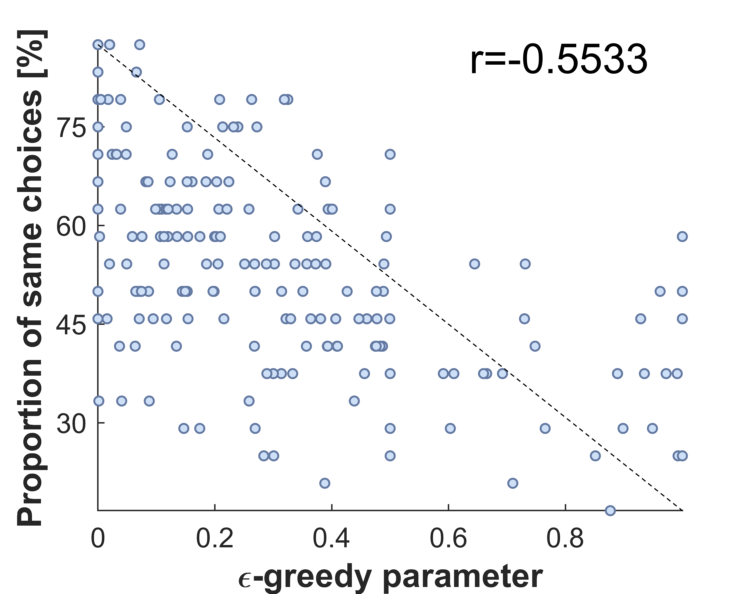 r=-0.5533
Proportion of same choices [%]
75
60
45
30
0 0.2 0.4 0.6 0.8
ϵ-greedy parameter